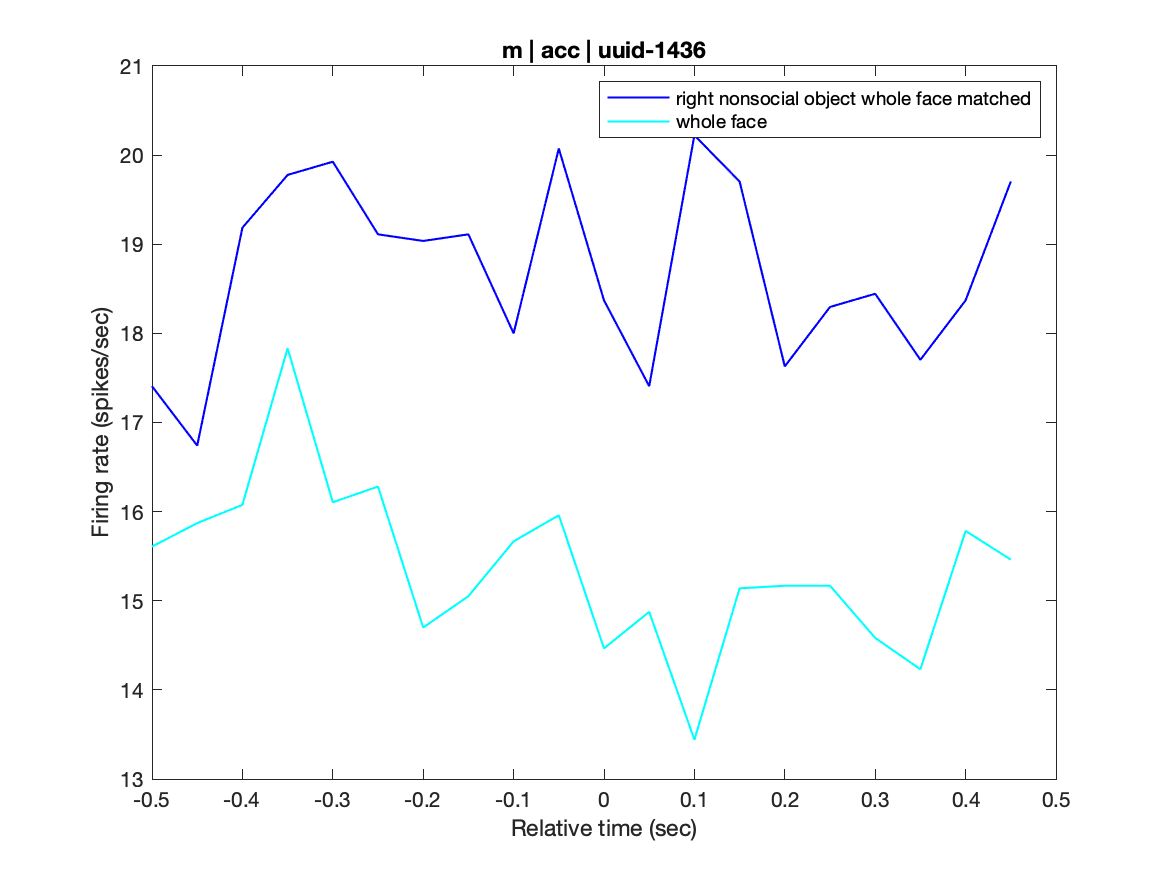 m | acc | uuid-1436
21
20
19
18
17
16
15
14
13
Firing rate (spikes/sec)
right nonsocial object whole face matched
whole face
-0.5 -0.4 -0.3 -0.2 -0.1 0 0.1 0.2 0.3 0.4 0.5
Relative time (sec)